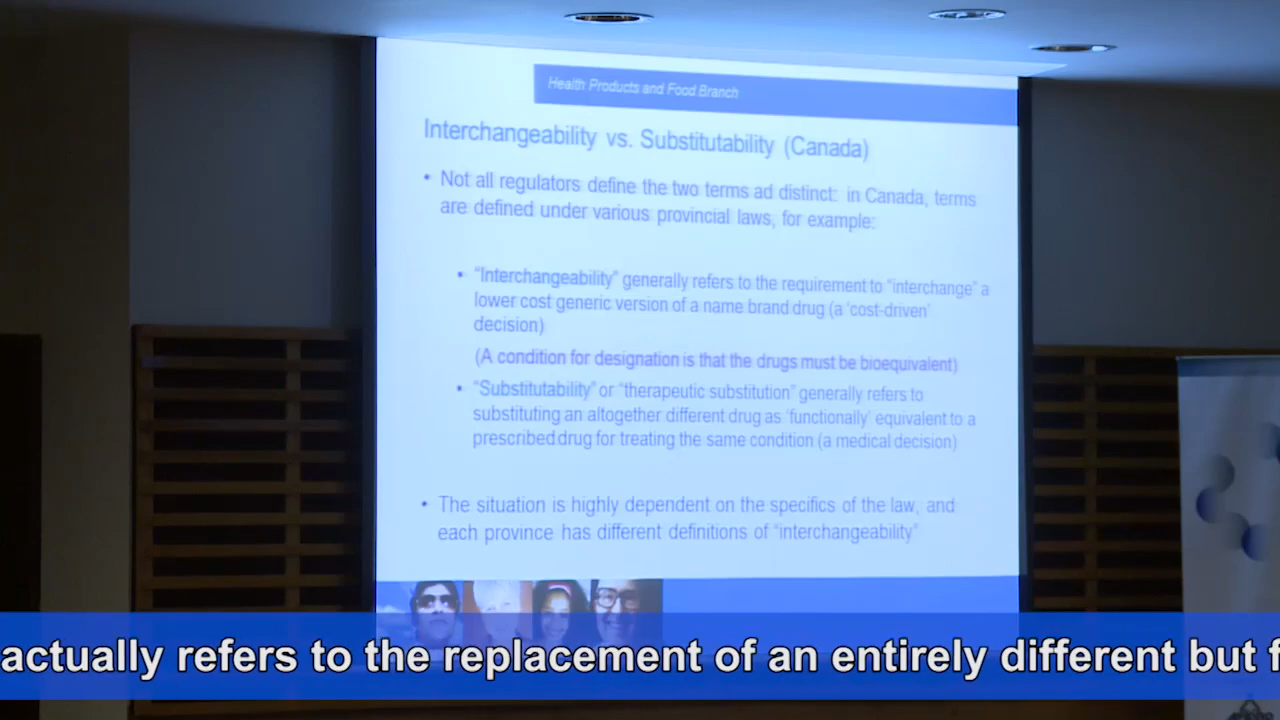 Health Products and Food Branch
Interchangeability vs. Substitutability (Canada)
• Not all regulators define the two terms ad distinct: in Canada, terms
are defined under various provincial laws, for example:
• “Interchangeability” generally refers to the requirement to “interchange” a
lower cost generic version of a name brand drug (a ‘cost-driven’
decision)
(A condition for designation is that the drugs must be bioequivalent)
• “Substitutability” or “therapeutic substitution” generally refers to
substituting an altogether different drug as ‘functionally’ equivalent to a
prescribed drug for treating the same condition (a medical decision)
• The situation is highly dependent on the specifics of the law, and
each province has different definitions of “interchangeability”
actually refers to the replacement of an entirely different but f